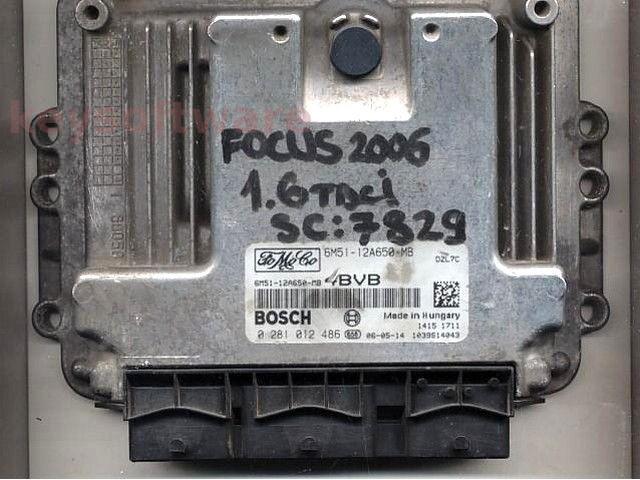 keysoftware
FOCUS 2006
1.6TDCi
SC:7829
FoMoCo 6M51-12A650-MB
DZL7C
6M51-12A650-MB 4BVB
BOSCH Made in Hungary
1415 1711
0 281 012 486 06-05-14 1039S14043